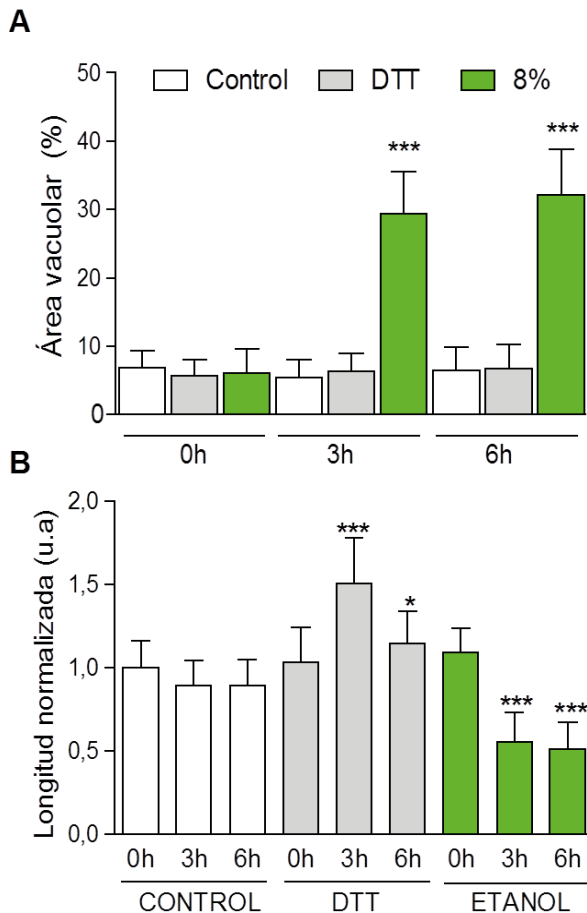 A
50
Control DTT 8%
***
***
40
30
20
10
0
Área vacuolar (%)
0h 3h 6h
B
2,0
***
1,5
*
1,0
***
***
0,5
0,0
Longitud normalizada (u.a)
0h 3h 6h 0h 3h 6h 0h 3h 6h
CONTROL DTT ETANOL